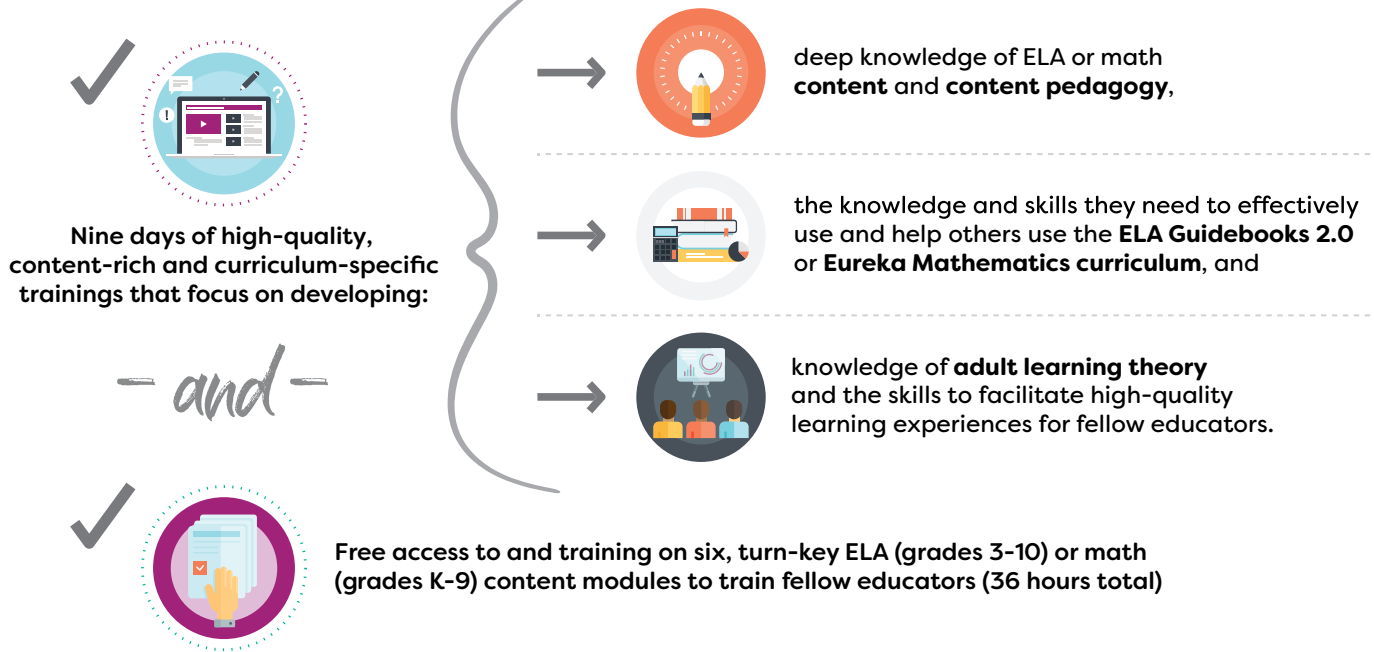 Nine days of high-quality,
content-rich and curriculum-specific
trainings that focus on developing:
deep knowledge of ELA or math
content and content pedagogy,
the knowledge and skills they need to effectively
use and help others use the ELA Guidebooks 2.0
or Eureka Mathematics curriculum, and
knowledge of adult learning theory
and the skills to facilitate high-quality
learning experiences for fellow educators.
- and -
Free access to and training on six, turn-key ELA (grades 3-10) or math
(grades K-9) content modules to train fellow educators (36 hours total)